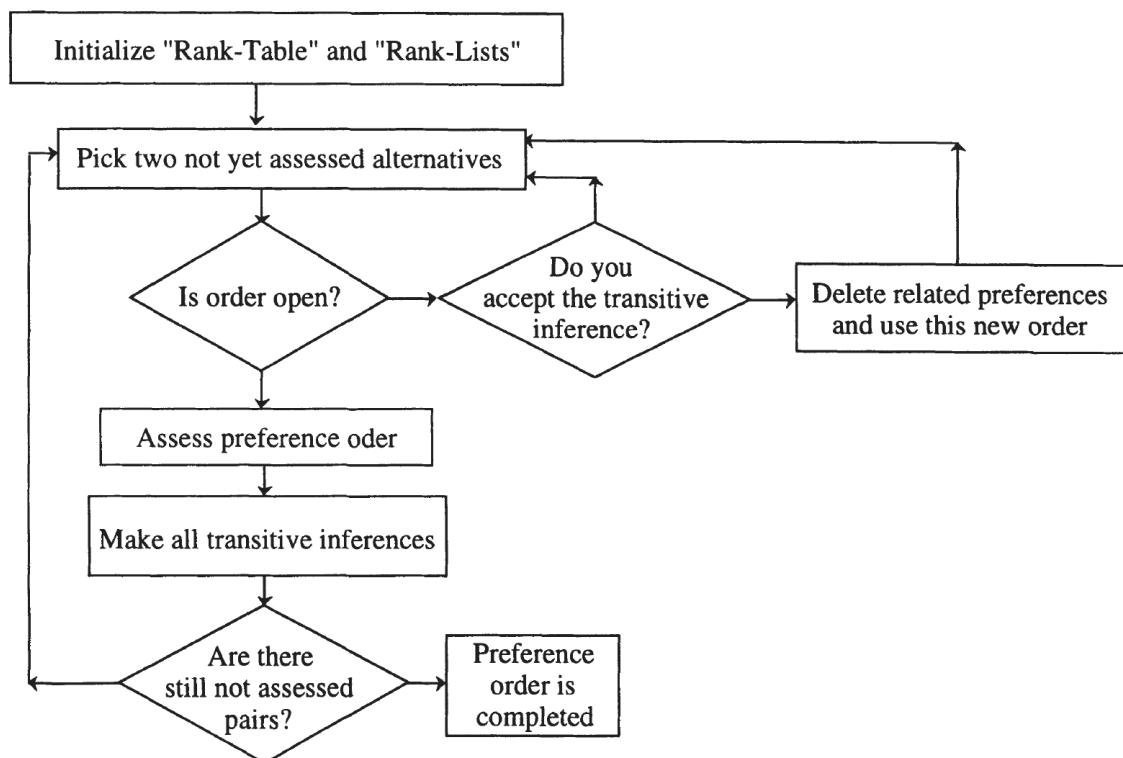 Initialize "Rank-Table" and "Rank-Lists"
Pick two not yet assessed alternatives
Is order open?
Do you
accept the transitive
inference?
Delete related preferences
and use this new order
Assess preference oder
Make all transitive inferences
Are there
still not assessed
pairs?
Preference
order is
completed